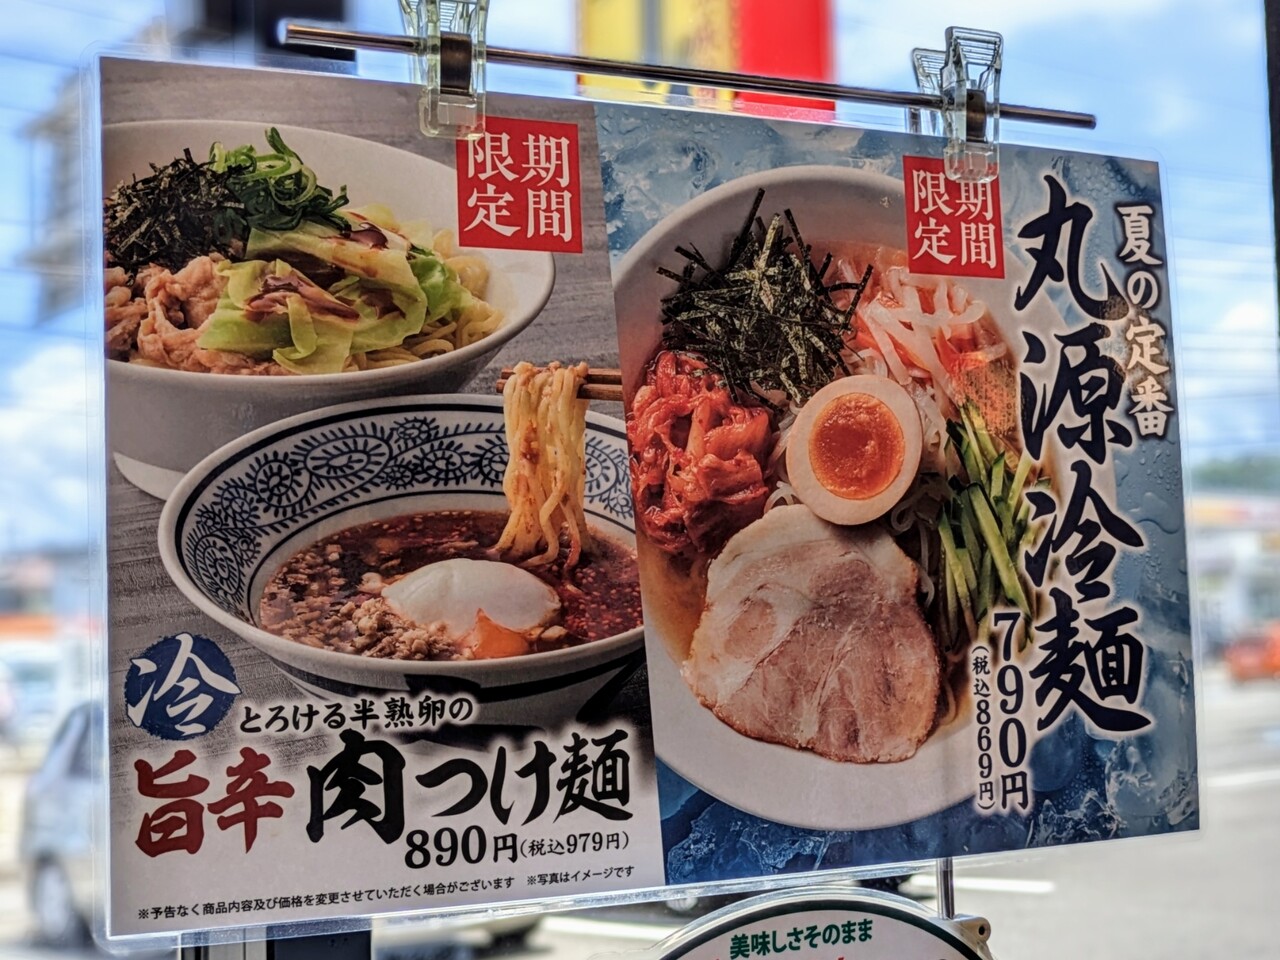 期間
限定
冷
とろける半熟卵の
旨辛肉つけ麺
890円(税込979円)
※予告なく商品内容及び価格を変更させていただく場合がございます ※写真はイメージです
期間
限定
夏の定番
丸源冷麺
790円
(税込869円)
美味しさそのまま